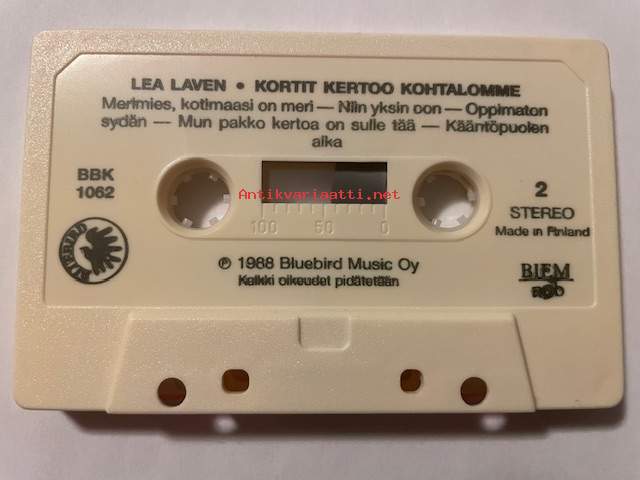 LEA LAVEN • KORTIT KERTOO KOHTALOMME
Merimies, kotimaasi on meri — Niin yksin oon — Oppimaton
sydän — Mun pakko kertoa on sulle tää — Kääntöpuolen
aika
BBK
1062
Antikvariaatti.net
2
STEREO
Made in Finland
100 50 0
BLUEBIRD
℗ 1988 Bluebird Music Oy
Kaikki oikeudet pidätetään
BIEM